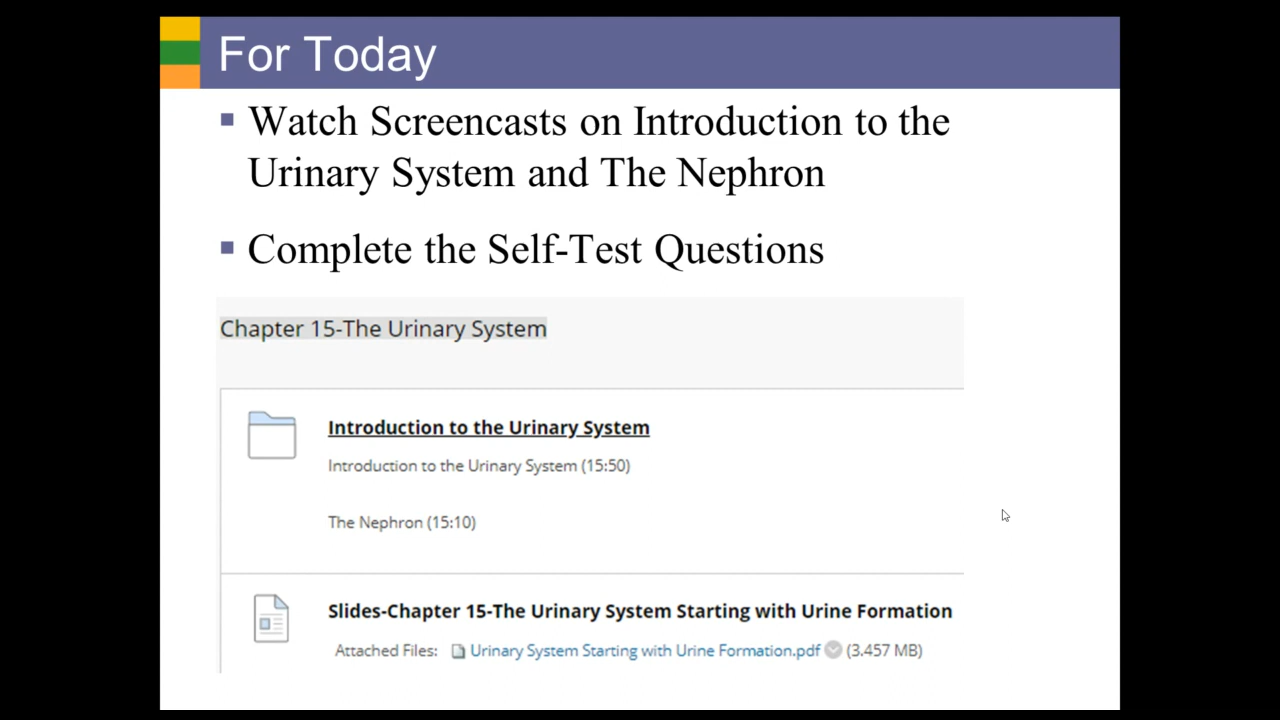 For Today
Watch Screencasts on Introduction to the
Urinary System and The Nephron
Complete the Self-Test Questions
Chapter 15-The Urinary System
Introduction to the Urinary System
Introduction to the Urinary System (15:50)
The Nephron (15:10)
Slides-Chapter 15-The Urinary System Starting with Urine Formation
Attached Files: Urinary System Starting with Urine Formation.pdf (3.457 MB)